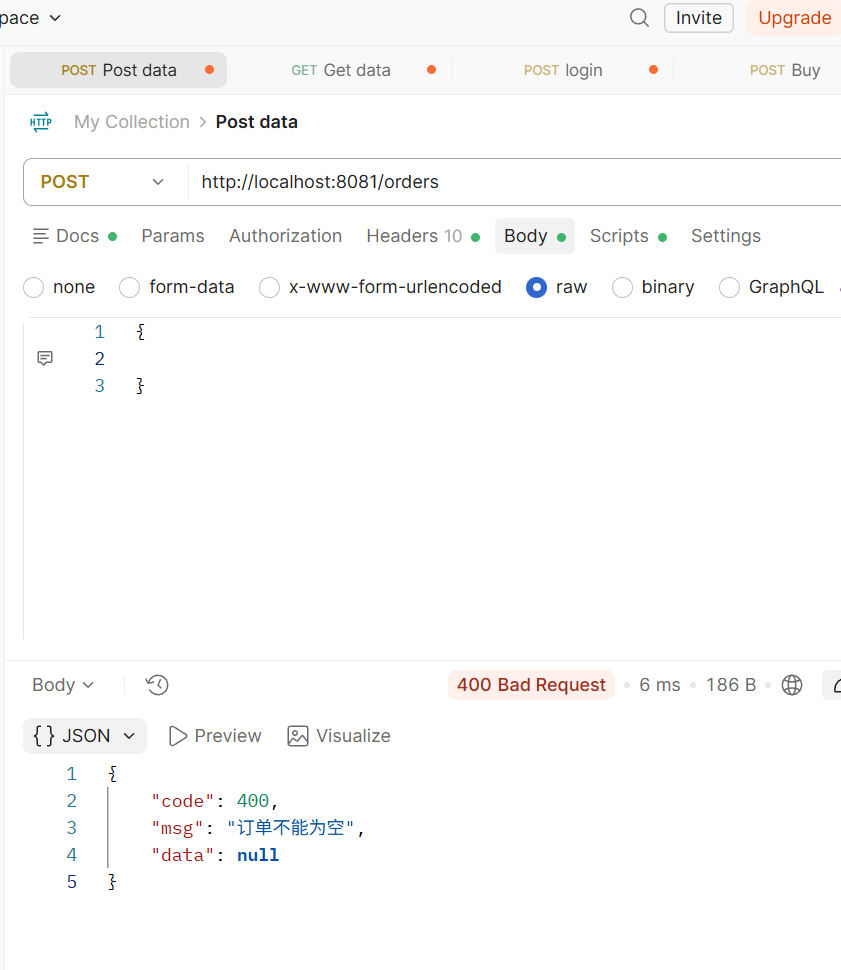 pace
Invite
Upgrade
POST Post data
GET Get data
POST login
POST Buy
HTTP
My Collection > Post data
POST
http://localhost:8081/orders
Docs
Params
Authorization
Headers 10
Body
Scripts
Settings
none
form-data
x-www-form-urlencoded
raw
binary
GraphQL
1 {
2
3 }
Body
400 Bad Request • 6 ms • 186 B •
{ } JSON
Preview
Visualize
1 {
2 "code": 400,
3 "msg": "订单不能为空",
4 "data": null
5 }